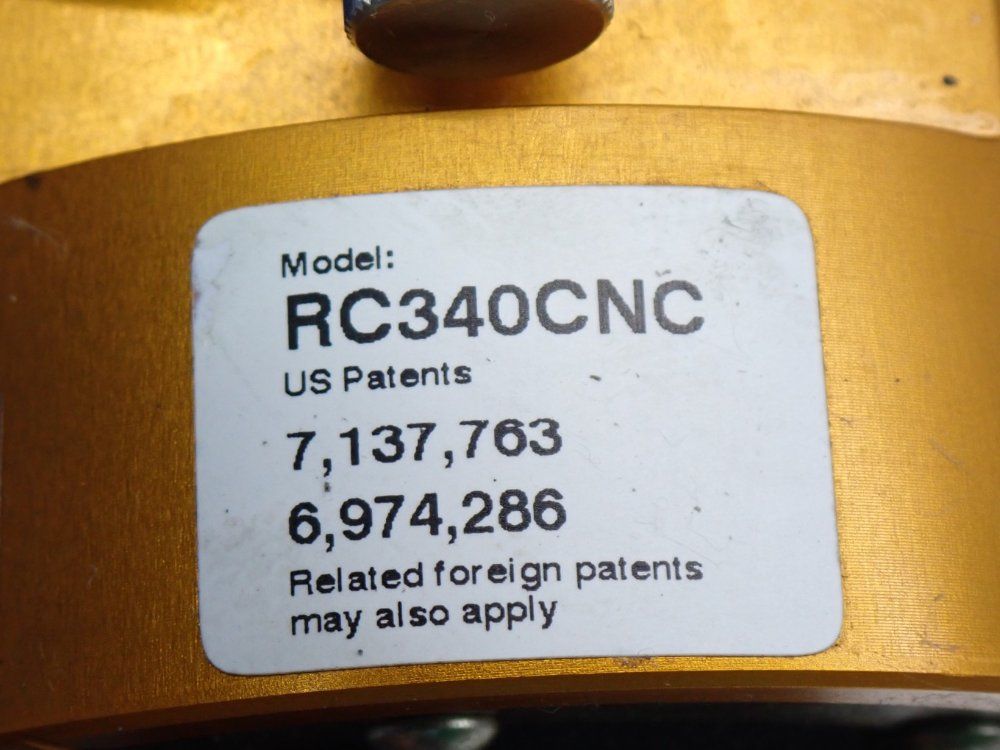 Model:
RC340CNC
US Patents
7,137,763
6,974,286
Related foreign patents
may also apply